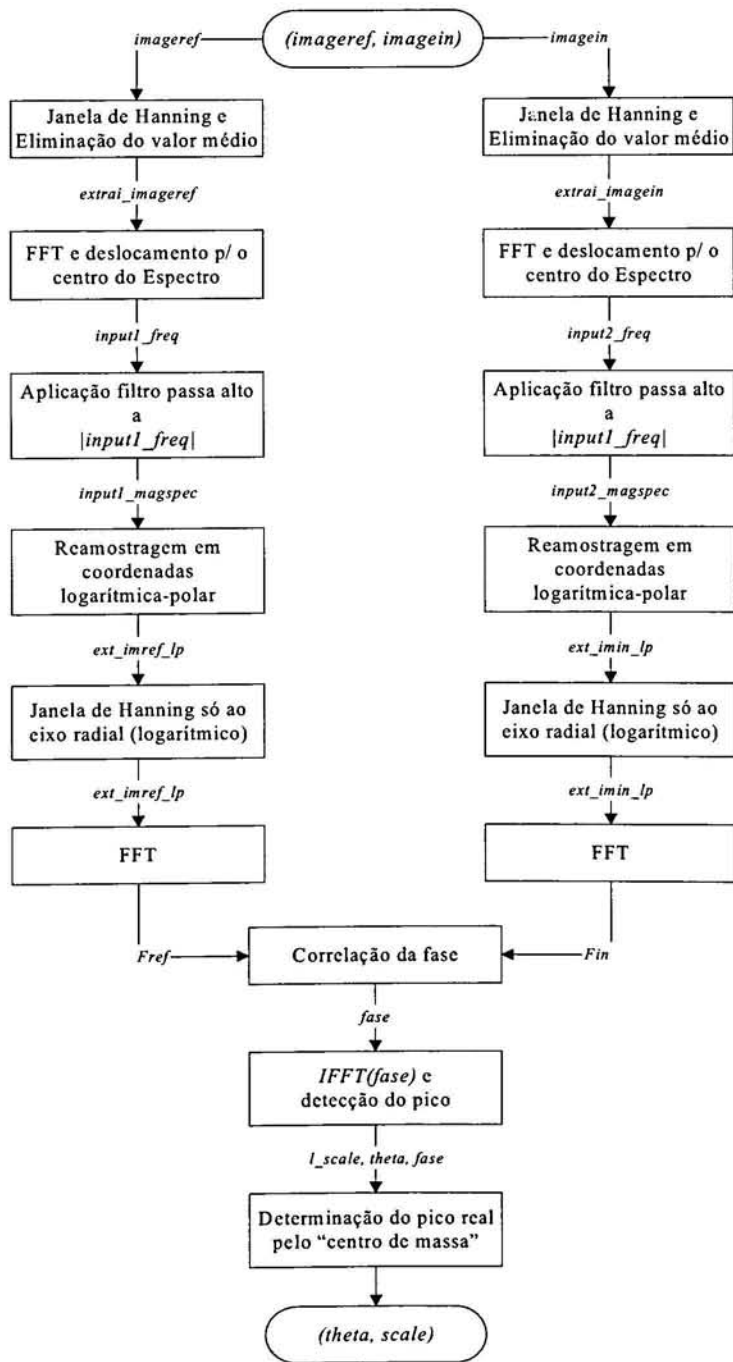 imageref
(imageref, imagein)
imagein
Janela de Hanning e
Eliminação do valor médio
extrai_imageref
FFT e deslocamento p/ o
centro do Espectro
input1_freq
Aplicação filtro passa alto
a
|input1_freq|
input1_magspec
Reamostragem em
coordenadas
logarítmica-polar
ext_imref_lp
Janela de Hanning só ao
eixo radial (logarítmico)
ext_imref_lp
FFT
Fref
Janela de Hanning e
Eliminação do valor médio
extrai_imagein
FFT e deslocamento p/ o
centro do Espectro
input2_freq
Aplicação filtro passa alto
a
|input1_freq|
input2_magspec
Reamostragem em
coordenadas
logarítmica-polar
ext_imin_lp
Janela de Hanning só ao
eixo radial (logarítmico)
ext_imin_lp
FFT
Fin
Correlação da fase
fase
IFFT(fase) e
detecção do pico
l_scale, theta, fase
Determinação do pico real
pelo “centro de massa”
(theta, scale)